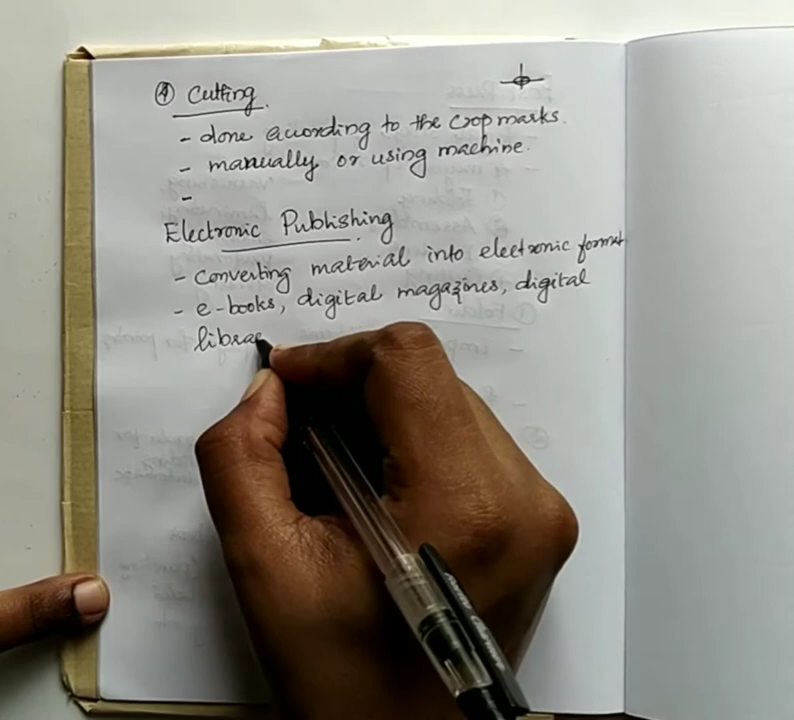 ④ Cutting.
- done auording to the Crop marks.
- manually or using machine.
-
Electronic Publishing
- Converting material into electronic format
- e-books, digital magazines, digital
librar